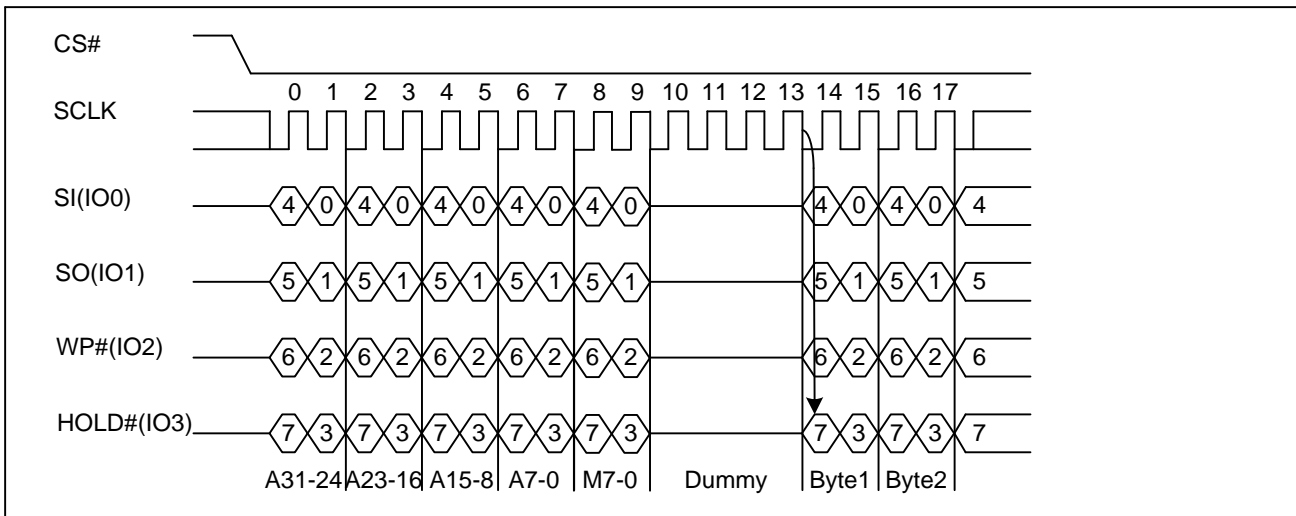 CS#
0 1 2 3 4 5 6 7 8 9 10 11 12 13 14 15 16 17
SCLK
SI(IO0) 4 0 4 0 4 0 4 0 4 0 4 0 4 0 4
SO(IO1) 5 1 5 1 5 1 5 1 5 1 5 1 5 1 5
WP#(IO2) 6 2 6 2 6 2 6 2 6 2 6 2 6 2 6
HOLD#(IO3) 7 3 7 3 7 3 7 3 7 3 7 3 7 3 7
A31-24 A23-16 A15-8 A7-0 M7-0 Dummy Byte1 Byte2